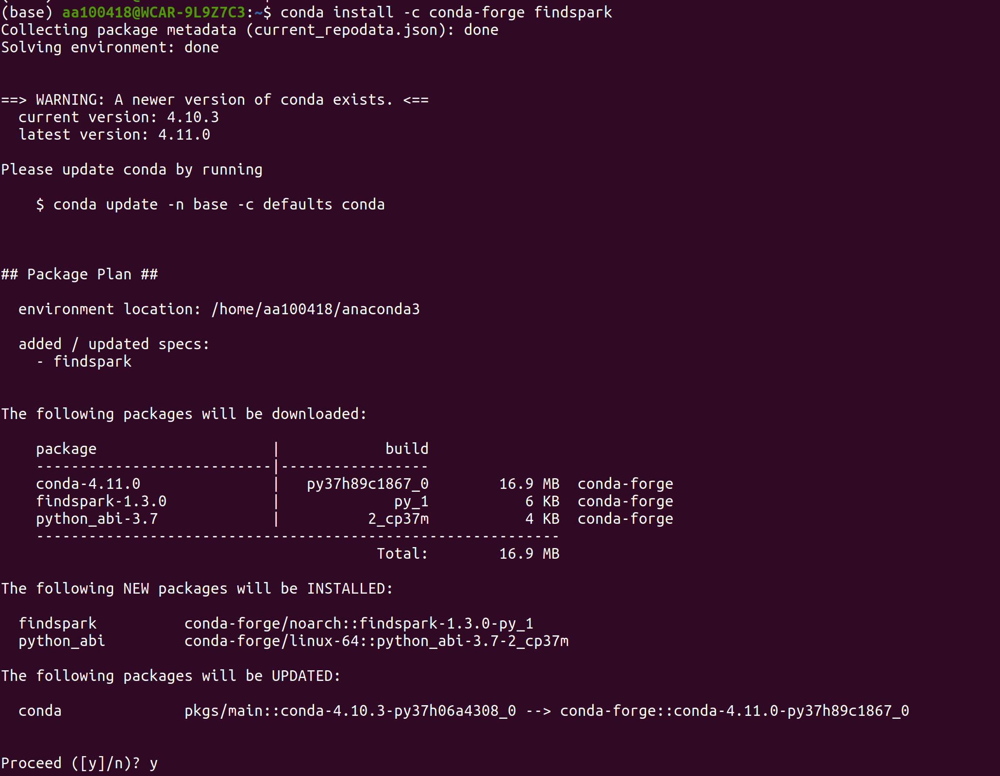 (base) aa100418@WCAR-9L9Z7C3:~$ conda install -c conda-forge findspark
Collecting package metadata (current_repodata.json): done
Solving environment: done
==> WARNING: A newer version of conda exists. <==
  current version: 4.10.3
  latest version: 4.11.0
Please update conda by running
    $ conda update -n base -c defaults conda
## Package Plan ##
  environment location: /home/aa100418/anaconda3
  added / updated specs:
    - findspark
The following packages will be downloaded:
    package                    |            build
    ---------------------------|-----------------
    conda-4.11.0               |   py37h89c1867_0        16.9 MB  conda-forge
    findspark-1.3.0            |             py_1           6 KB  conda-forge
    python_abi-3.7             |          2_cp37m           4 KB  conda-forge
    ------------------------------------------------------------
                                           Total:        16.9 MB
The following NEW packages will be INSTALLED:
  findspark          conda-forge/noarch::findspark-1.3.0-py_1
  python_abi         conda-forge/linux-64::python_abi-3.7-2_cp37m
The following packages will be UPDATED:
  conda              pkgs/main::conda-4.10.3-py37h06a4308_0 --> conda-forge::conda-4.11.0-py37h89c1867_0
Proceed ([y]/n)? y